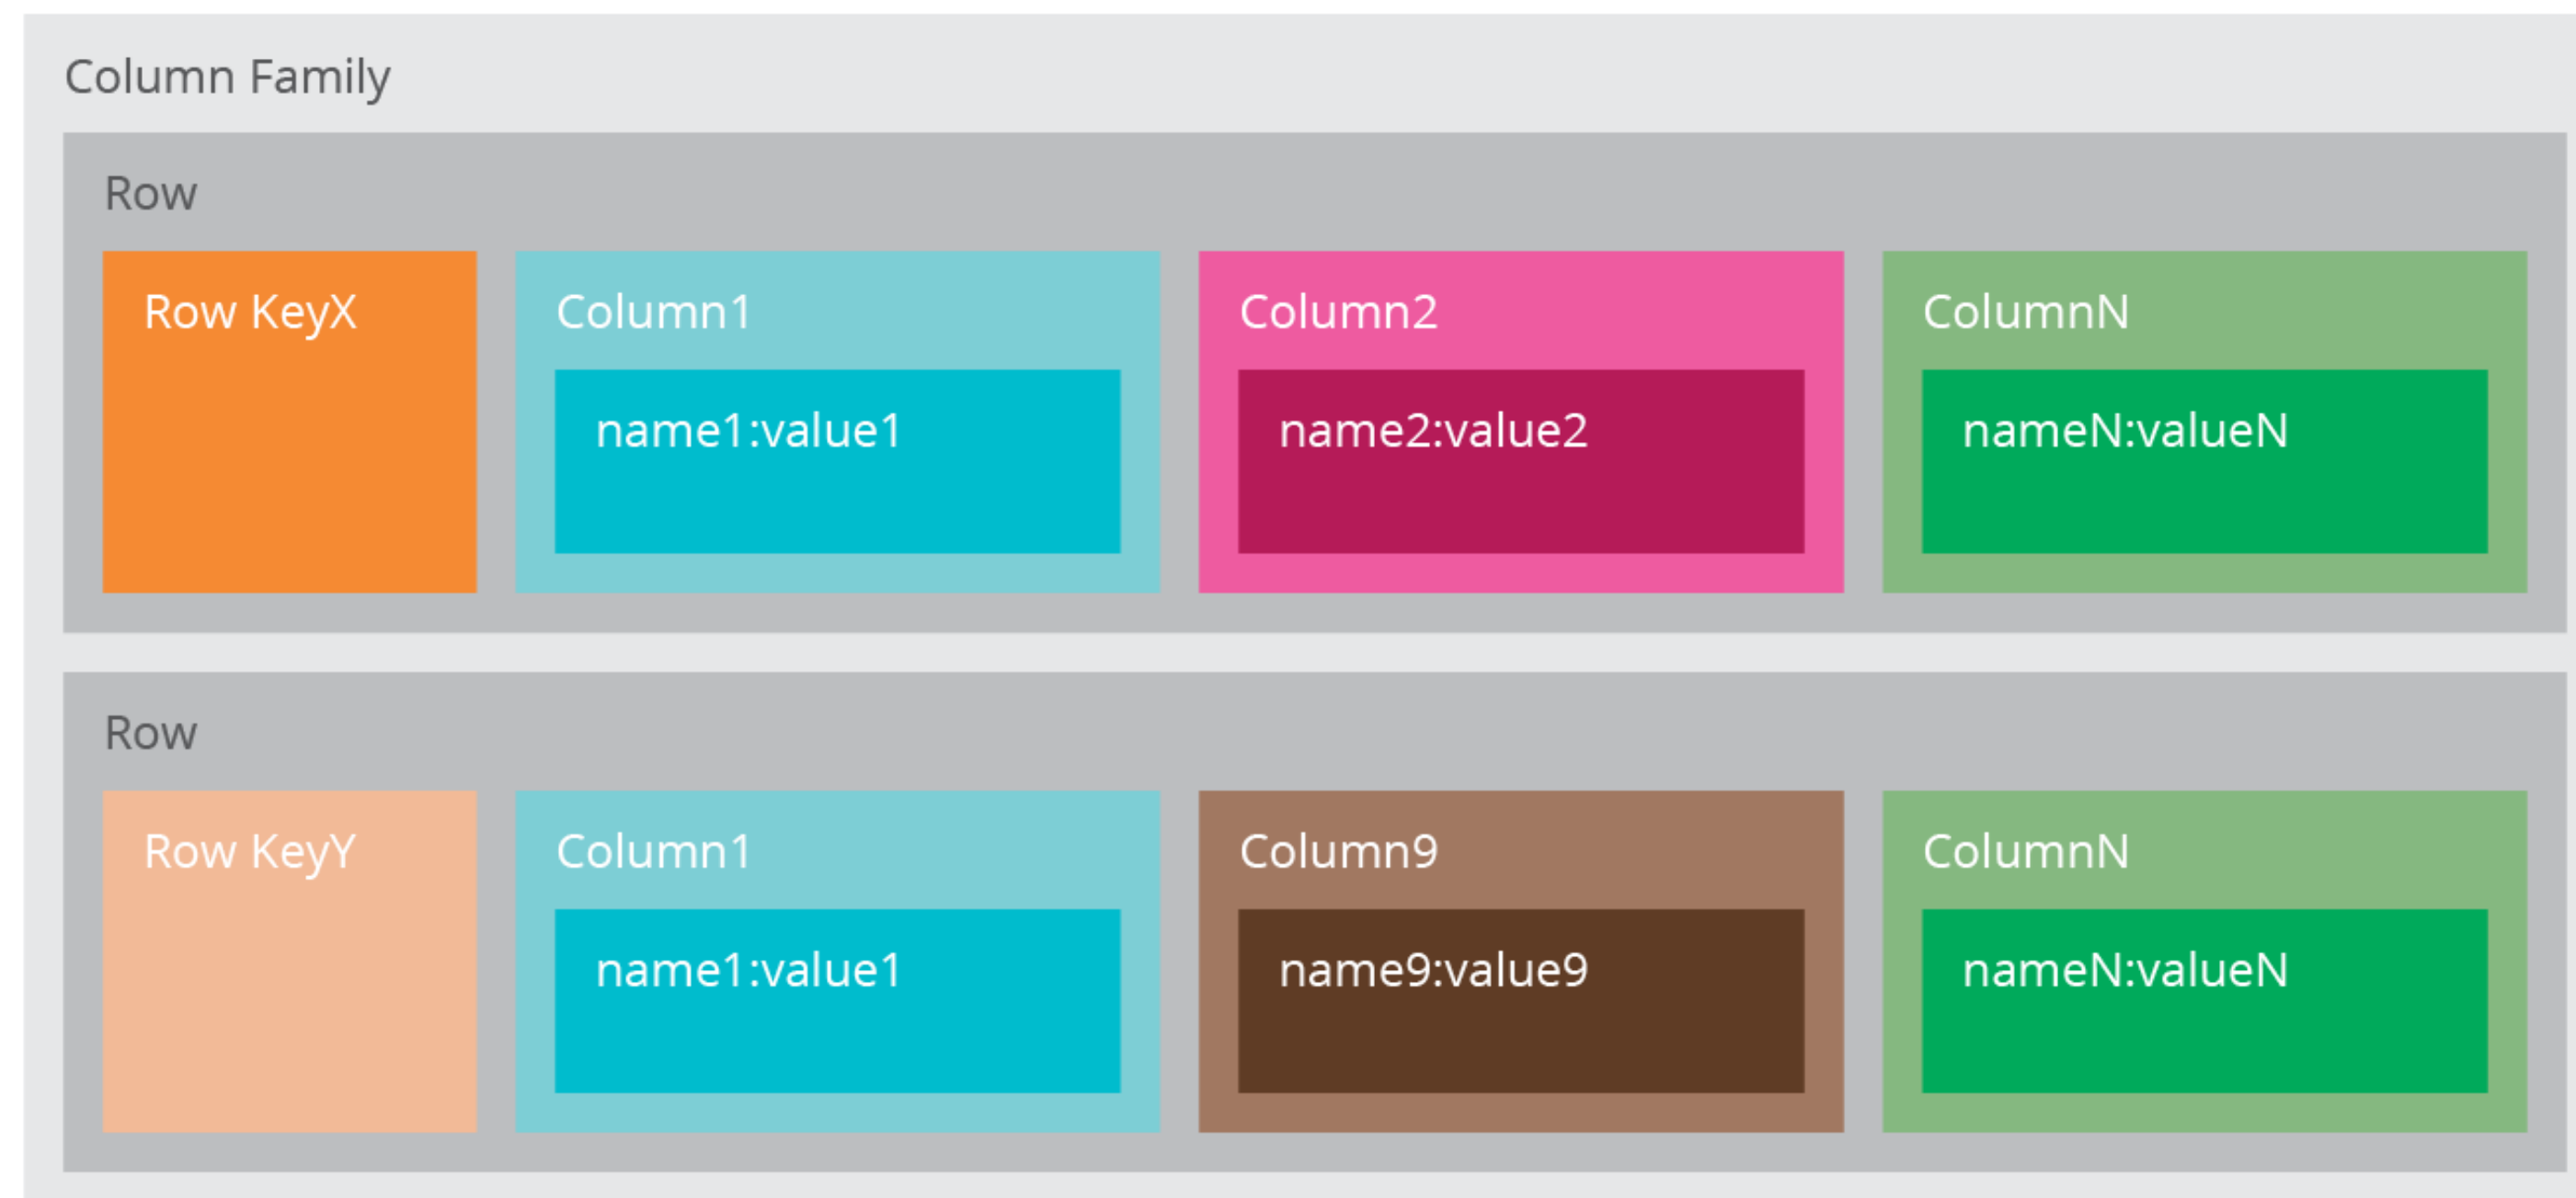 Column Family
Row
Row KeyX
Column1
name1:value1
Column2
name2:value2
ColumnN
nameN:valueN
Row
Row KeyY
Column1
name1:value1
Column9
name9:value9
ColumnN
nameN:valueN